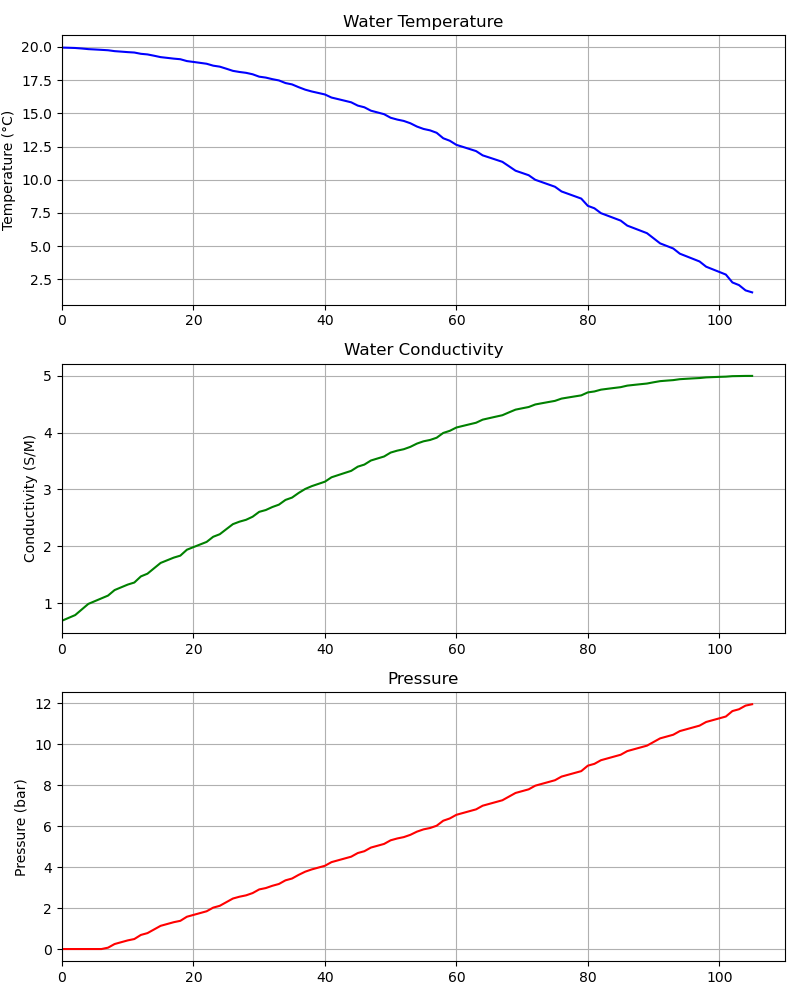 Water Temperature
Temperature (°C)
20.0
17.5
15.0
12.5
10.0
7.5
5.0
2.5
0 20 40 60 80 100
Water Conductivity
Conductivity (S/M)
5
4
3
2
1
0 20 40 60 80 100
Pressure
Pressure (bar)
12
10
8
6
4
2
0
0 20 40 60 80 100